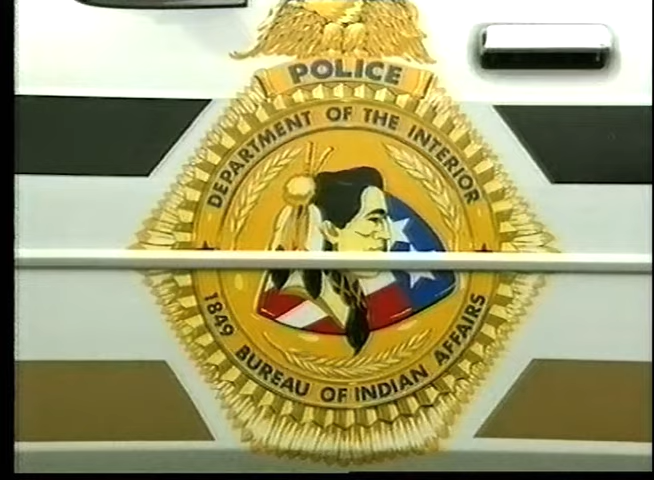 POLICE
DEPARTMENT OF THE INTERIOR
1849 BUREAU OF INDIAN AFFAIRS